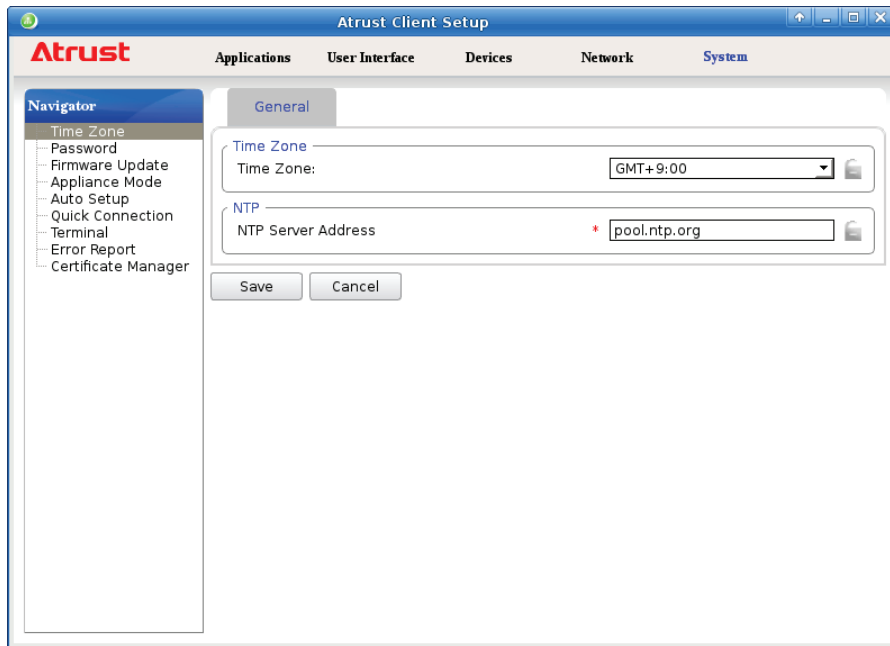 Atrust Client Setup
Atrust
Applications User Interface Devices Network System
Navigator
Time Zone
Password
Firmware Update
Appliance Mode
Auto Setup
Quick Connection
Terminal
Error Report
Certificate Manager
General
Time Zone
Time Zone: GMT+9:00
NTP
NTP Server Address * pool.ntp.org
Save Cancel